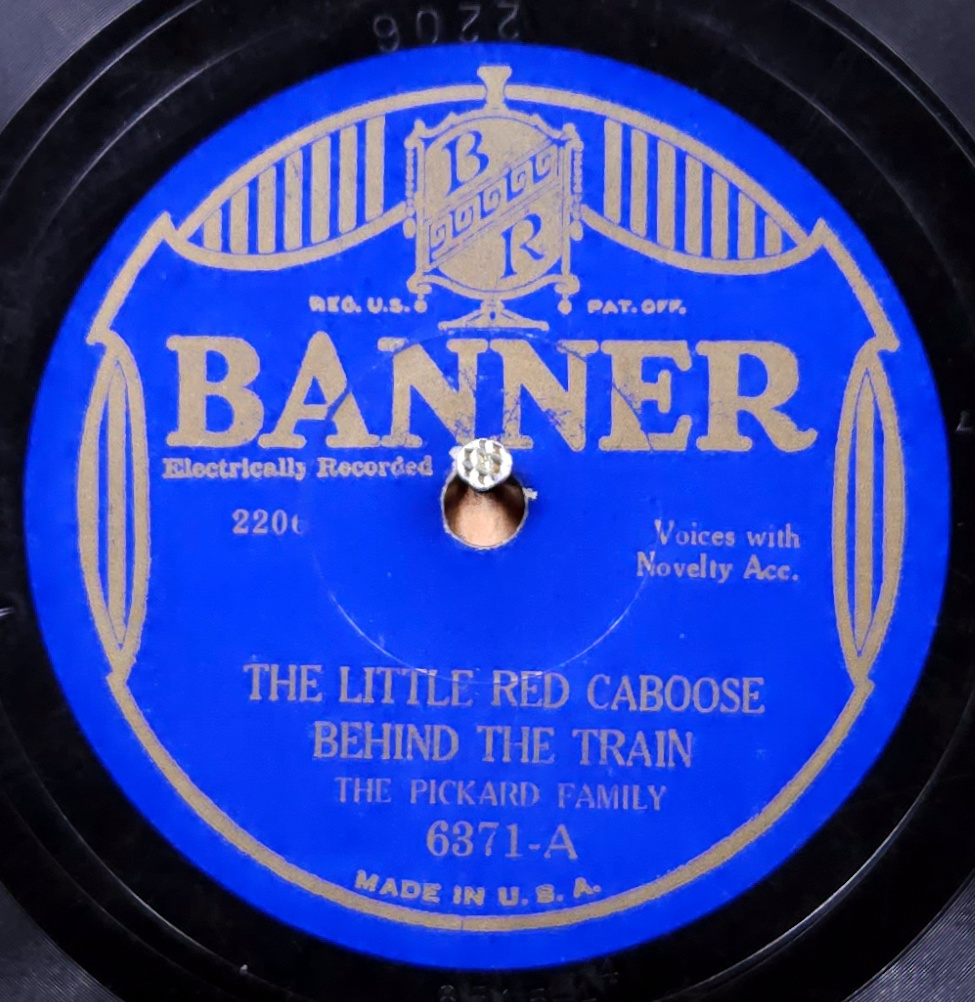 2206
B
R
REG. U.S. PAT. OFF.
BANNER
Electrically Recorded
2206
Voices with
Novelty Acc.
THE LITTLE RED CABOOSE
BEHIND THE TRAIN
THE PICKARD FAMILY
6371-A
MADE IN U. S. A.